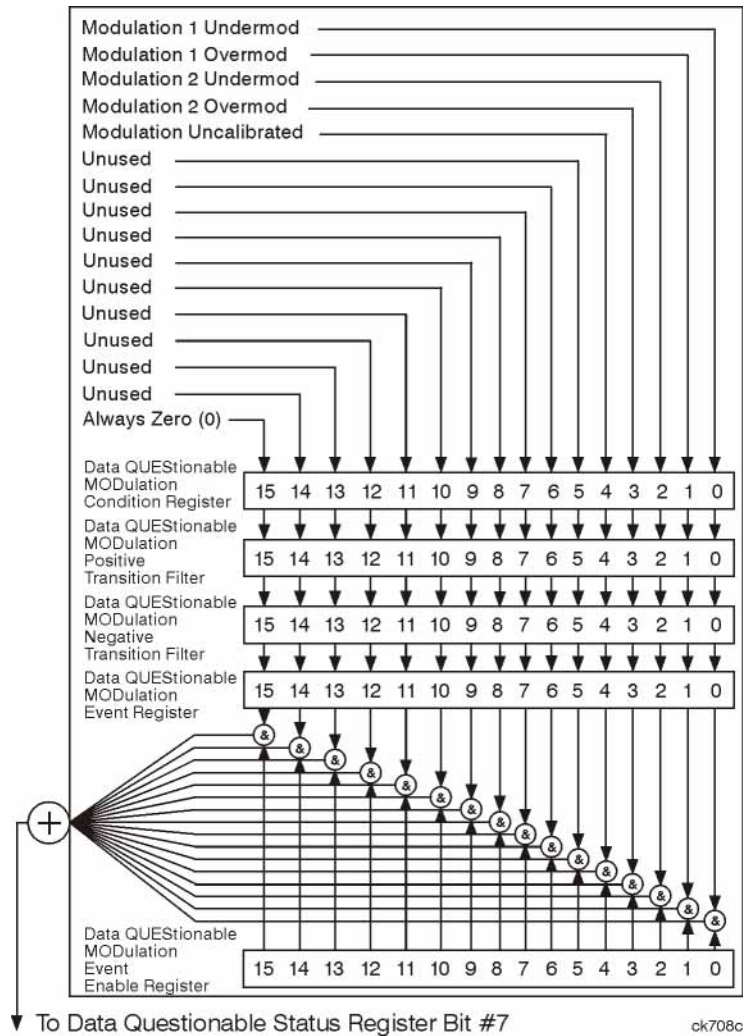 Modulation 1 Undermod
Modulation 1 Overmod
Modulation 2 Undermod
Modulation 2 Overmod
Modulation Uncalibrated
Unused
Unused
Unused
Unused
Unused
Unused
Unused
Unused
Unused
Unused
Always Zero (0)
Data QUEStionable
MODulation
Condition Register
15 14 13 12 11 10 9 8 7 6 5 4 3 2 1 0
Data QUEStionable
MODulation
Positive
Transition Filter
15 14 13 12 11 10 9 8 7 6 5 4 3 2 1 0
Data QUEStionable
MODulation
Negative
Transition Filter
15 14 13 12 11 10 9 8 7 6 5 4 3 2 1 0
Data QUEStionable
MODulation
Event Register
15 14 13 12 11 10 9 8 7 6 5 4 3 2 1 0
& & & & & & & & & & & & & & & &
+
Data QUEStionable
MODulation
Event
Enable Register
15 14 13 12 11 10 9 8 7 6 5 4 3 2 1 0
To Data Questionable Status Register Bit #7
ck708c